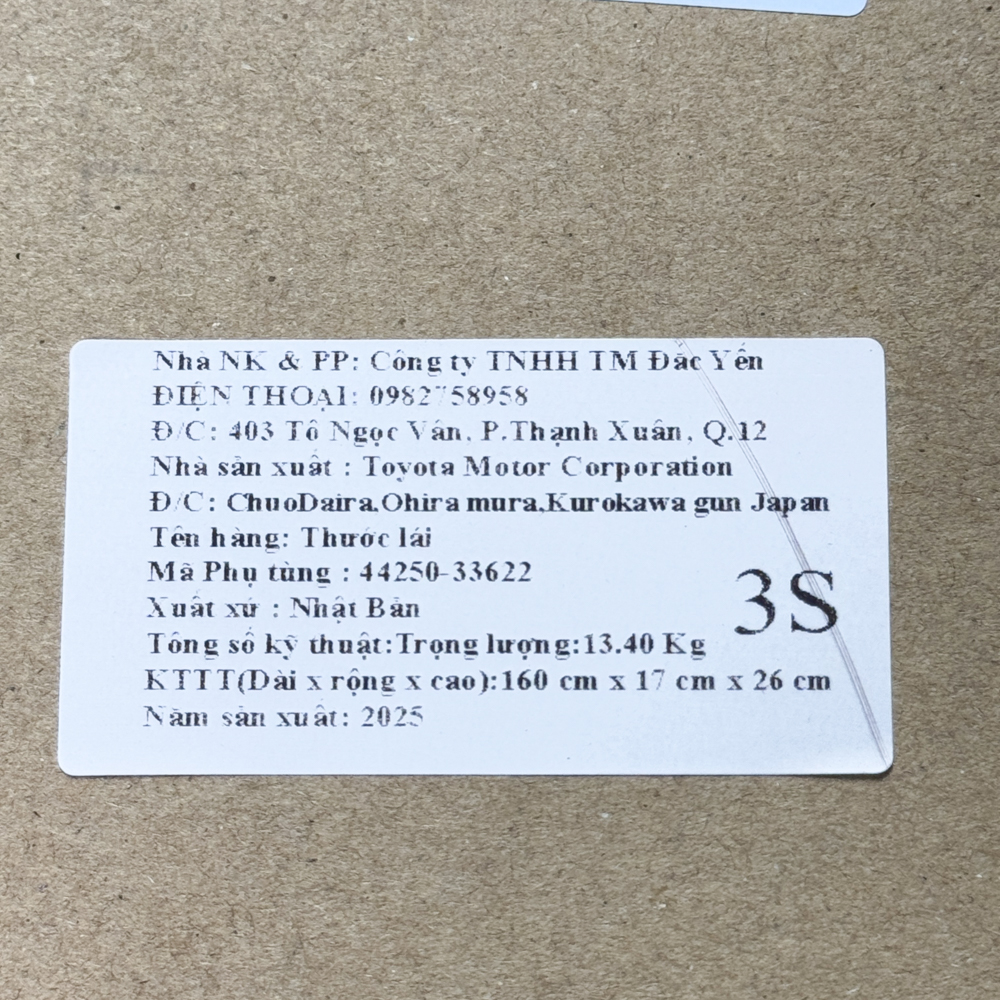 Nhà NK & PP: Công ty TNHH TM Đăc Yến
ĐIỆN THOẠI: 0982758958
Đ/C: 403 Tô Ngọc Vân, P.Thạnh Xuân, Q.12
Nhà sản xuất : Toyota Motor Corporation
Đ/C: ChuoDaira.Ohira mura.Kurokawa gun Japan
Tên hàng: Thước lái
Mã Phụ tùng : 44250-33622
Xuất xứ : Nhật Bản
3S
Tông số kỹ thuật:Trọng lượng:13.40 Kg
KTTT(Dài x rộng x cao):160 cm x 17 cm x 26 cm
Năm sản xuất: 2025